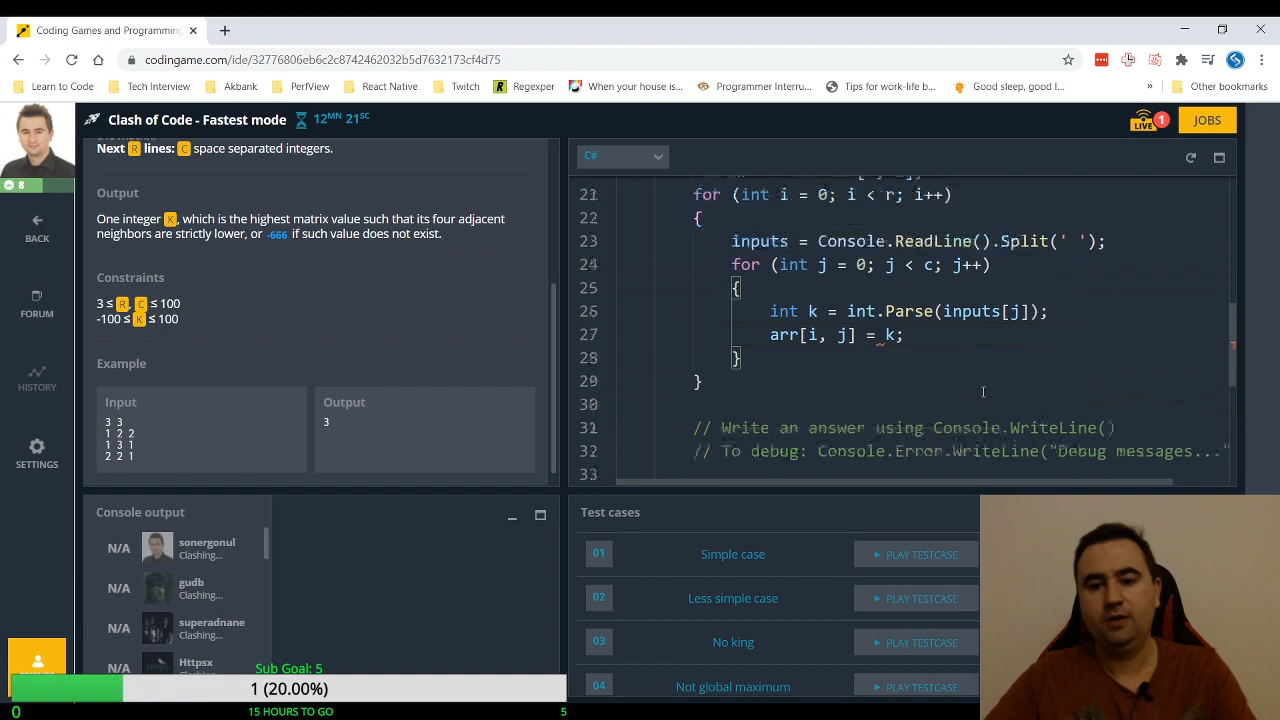 Coding Games and Programming
codingame.com/ide/32776806eb6c2c8742462032b5d7632173cf4d75
Learn to Code
Tech Interview
Akbank
PerfView
React Native
Twitch
Regexper
When your house is...
Programmer Interru...
Tips for work-life b...
Good sleep, good l...
»
Other bookmarks
Clash of Code - Fastest mode
12MN 21SC
LIVE
1
JOBS
8
BACK
FORUM
HISTORY
SETTINGS
Next R lines: C space separated integers.
Output
One integer K, which is the highest matrix value such that its four adjacent
neighbors are strictly lower, or -666 if such value does not exist.
Constraints
3 ≤ R, C ≤ 100
-100 ≤ K ≤ 100
Example
Input
3 3
1 2 2
1 3 1
2 2 1
Output
3
C#
21 for (int i = 0; i < r; i++)
22 {
23 inputs = Console.ReadLine().Split(' ');
24 for (int j = 0; j < c; j++)
25 {
26 int k = int.Parse(inputs[j]);
27 arr[i, j] = k;
28 }
29 }
30
31 // Write an answer using Console.WriteLine()
32 // To debug: Console.Error.WriteLine("Debug messages..."
33
Console output
N/A sonergonul
Clashing...
N/A gudb
Clashing...
N/A superadnane
Clashing...
N/A Httpsx
Clashing...
Test cases
01 Simple case PLAY TESTCASE
02 Less simple case PLAY TESTCASE
03 No king PLAY TESTCASE
04 Not global maximum PLAY TESTCASE
Sub Goal: 5
1 (20.00%)
0
15 HOURS TO GO
5